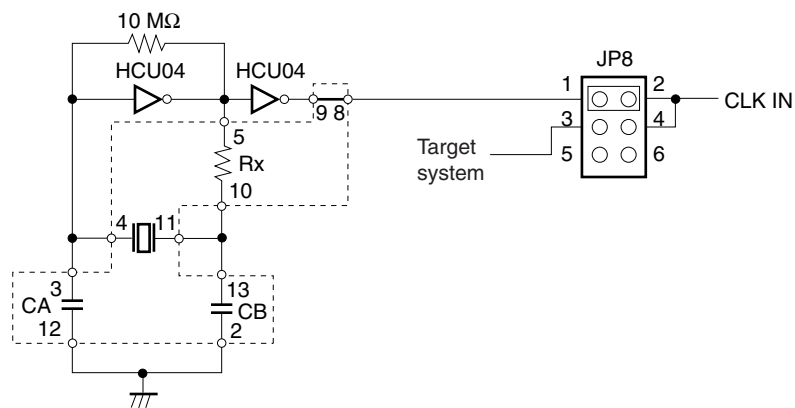 10 MΩ
HCU04 HCU04
JP8
1 2
9 8
CLK IN
3 4
5
Target
system
5 6
Rx
10
4 11
3
13
CA
CB
12
2